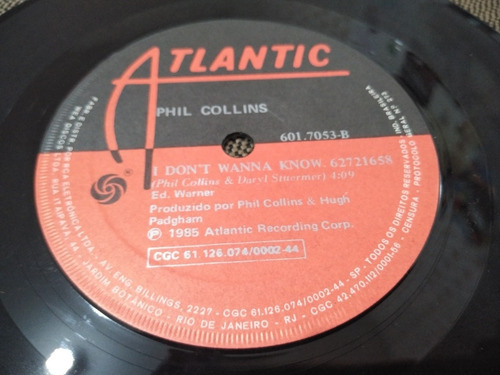 ATLANTIC
PHIL COLLINS
601.7053-B
I DON'T WANNA KNOW. 62721658
(Phil Collins & Daryl Stuermer) 4:09
Ed. Warner
Produzido por Phil Collins & Hugh
Padgham
Ⓟ 1985 Atlantic Recording Corp.
CGC 61.126.074/0002-44
AV. ENG. BILLINGS, 2227 - CGC 61.126.074/0002-44 - SP - TODOS OS DIREITOS RESERVADOS
JARDIM BOTÂNICO - RIO DE JANEIRO - RJ - CGC 42.470.112/0001-56 - CENSURA - PROTOCOLO
IND. BRASILEIRA